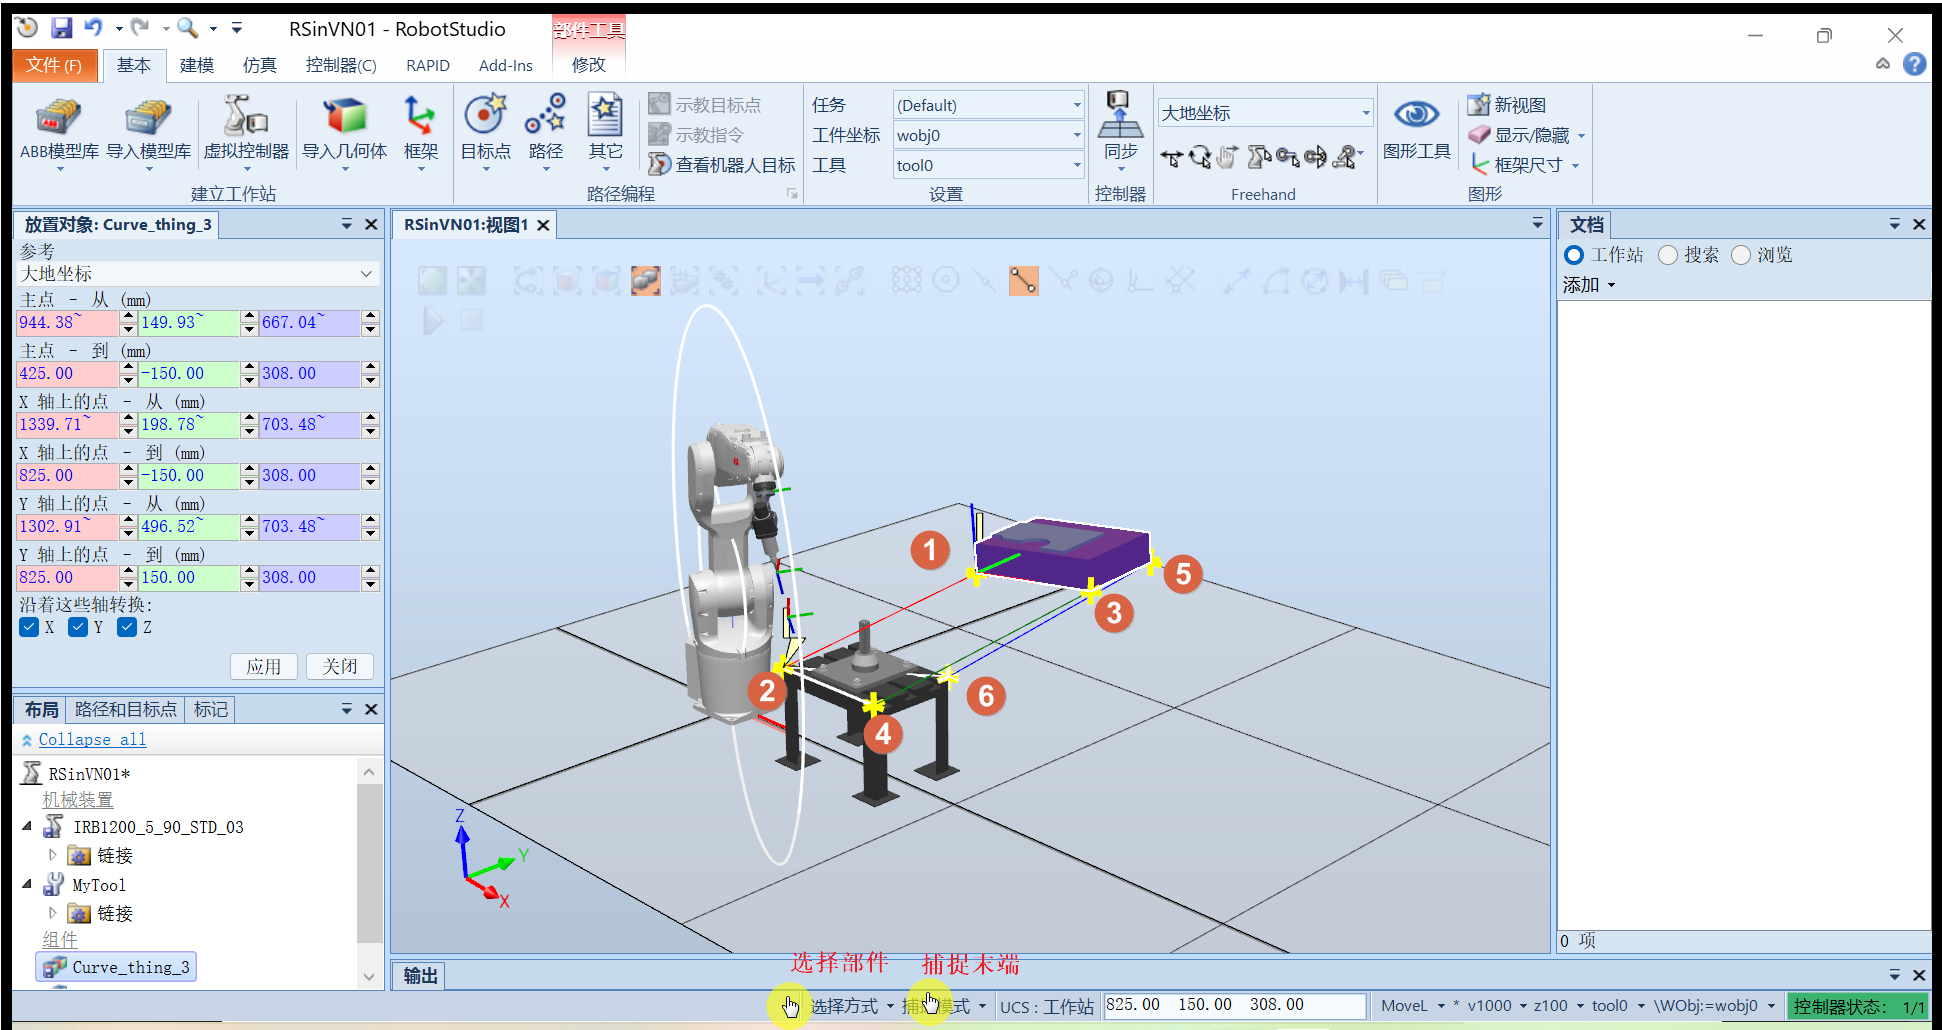 RSinVN01 - RobotStudio
部件工具
文件(F) 基本 建模 仿真 控制器(C) RAPID Add-Ins 修改
ABB模型库 导入模型库 虚拟控制器 导入几何体 框架
建立工作站
目标点 路径 其它
示教目标点
示教指令
查看机器人目标
路径编程
任务 (Default)
工件坐标 wobj0
工具 tool0
设置
同步
控制器
大地坐标
Freehand
图形工具
新视图
显示/隐藏
框架尺寸
图形
放置对象: Curve_thing_3
参考
大地坐标
主点 - 从 (mm)
944.38~ 149.93~ 667.04~
主点 - 到 (mm)
425.00 -150.00 308.00
X 轴上的点 - 从 (mm)
1339.71~ 198.78~ 703.48~
X 轴上的点 - 到 (mm)
825.00 -150.00 308.00
Y 轴上的点 - 从 (mm)
1302.91~ 496.52~ 703.48~
Y 轴上的点 - 到 (mm)
825.00 150.00 308.00
沿着这些轴转换:
X Y Z
应用 关闭
布局 路径和目标点 标记
Collapse all
RSinVN01*
机械装置
IRB1200_5_90_STD_03
链接
MyTool
链接
组件
Curve_thing_3
RSinVN01:视图1
1
2
3
4
5
6
Z
Y
X
文档
工作站 搜索 浏览
添加
0 项
输出
选择部件 捕捉末端
选择方式 捕捉模式 UCS : 工作站 825.00 150.00 308.00 MoveL * v1000 z100 tool0 \WObj:=wobj0 控制器状态: 1/1